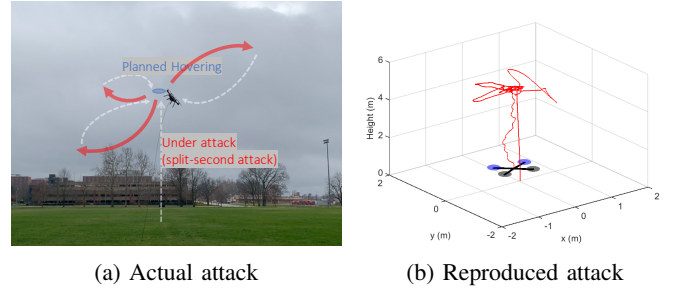 Planned Hovering
Under attack
(split-second attack)
6
4
2
0
Height (m)
2
0
-2
y (m)
-2
-1
0
1
2
x (m)
(a) Actual attack
(b) Reproduced attack